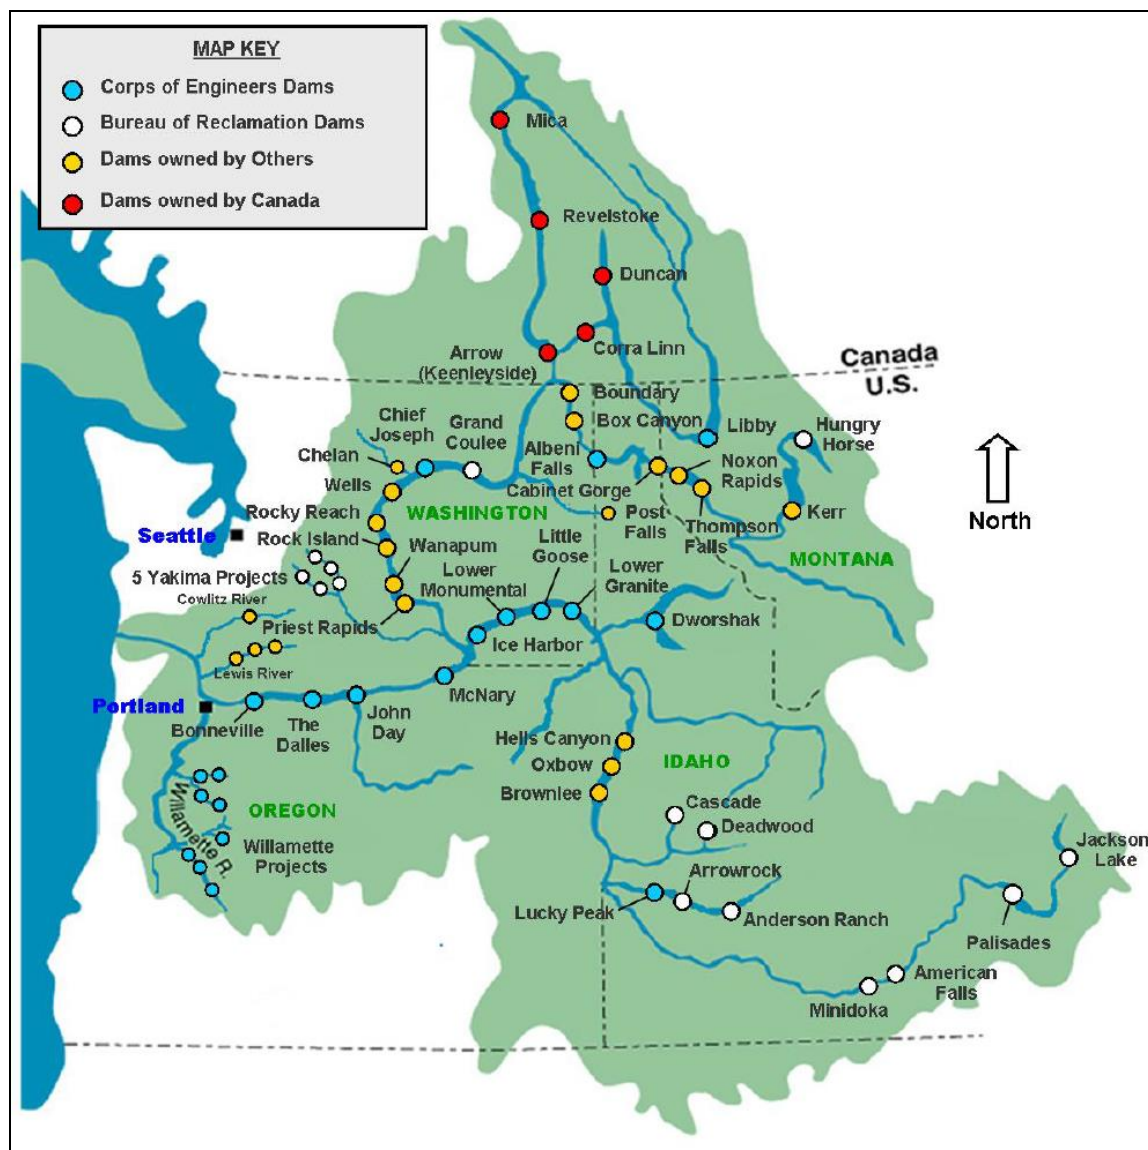 MAP KEY
Corps of Engineers Dams
Bureau of Reclamation Dams
Dams owned by Others
Dams owned by Canada
Mica
Revelstoke
Duncan
Corra Linn
Arrow
(Keenleyside)
Canada
U.S.
Boundary
Box Canyon
Libby
Hungry
Horse
Chief
Joseph
Grand
Coulee
Albeni
Falls
Chelan
Wells
Cabinet Gorge
Noxon
Rapids
North
Rocky Reach
WASHINGTON
Post
Falls
Thompson
Falls
Kerr
Seattle
Rock Island
Wanapum
Little
Goose
MONTANA
5 Yakima Projects
Lower
Monumental
Lower
Granite
Cowlitz River
Priest Rapids
Ice Harbor
Dworshak
Lewis River
McNary
Portland
Bonneville
The
Dalles
John
Day
Hells Canyon
Oxbow
Brownlee
IDAHO
OREGON
Willamette R.
Willamette
Projects
Cascade
Deadwood
Jackson
Lake
Arrowrock
Lucky Peak
Anderson Ranch
Palisades
American
Falls
Minidoka